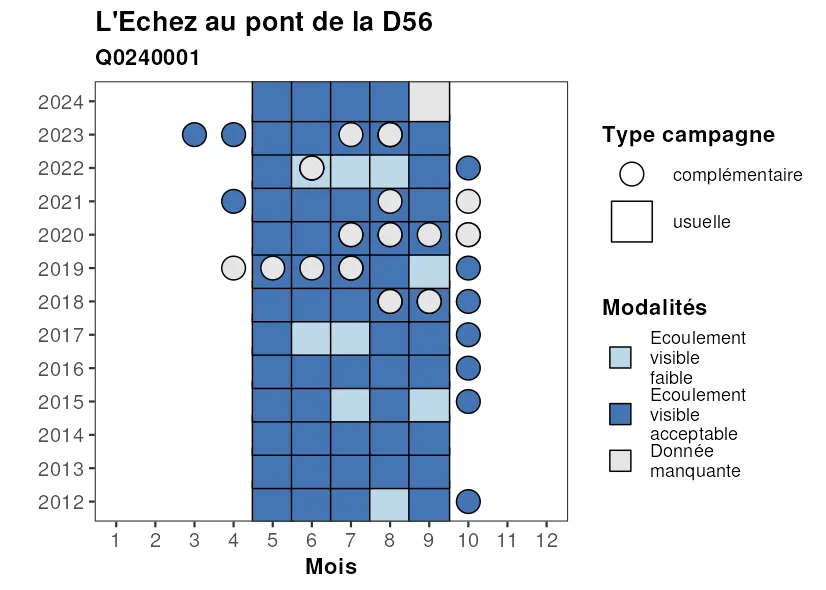 L'Echez au pont de la D56
Q0240001
2024
2023
2022
2021
2020
2019
2018
2017
2016
2015
2014
2013
2012
1 2 3 4 5 6 7 8 9 10 11 12
Mois
Type campagne
complémentaire
usuelle
Modalités
Ecoulement
visible
faible
Ecoulement
visible
acceptable
Donnée
manquante